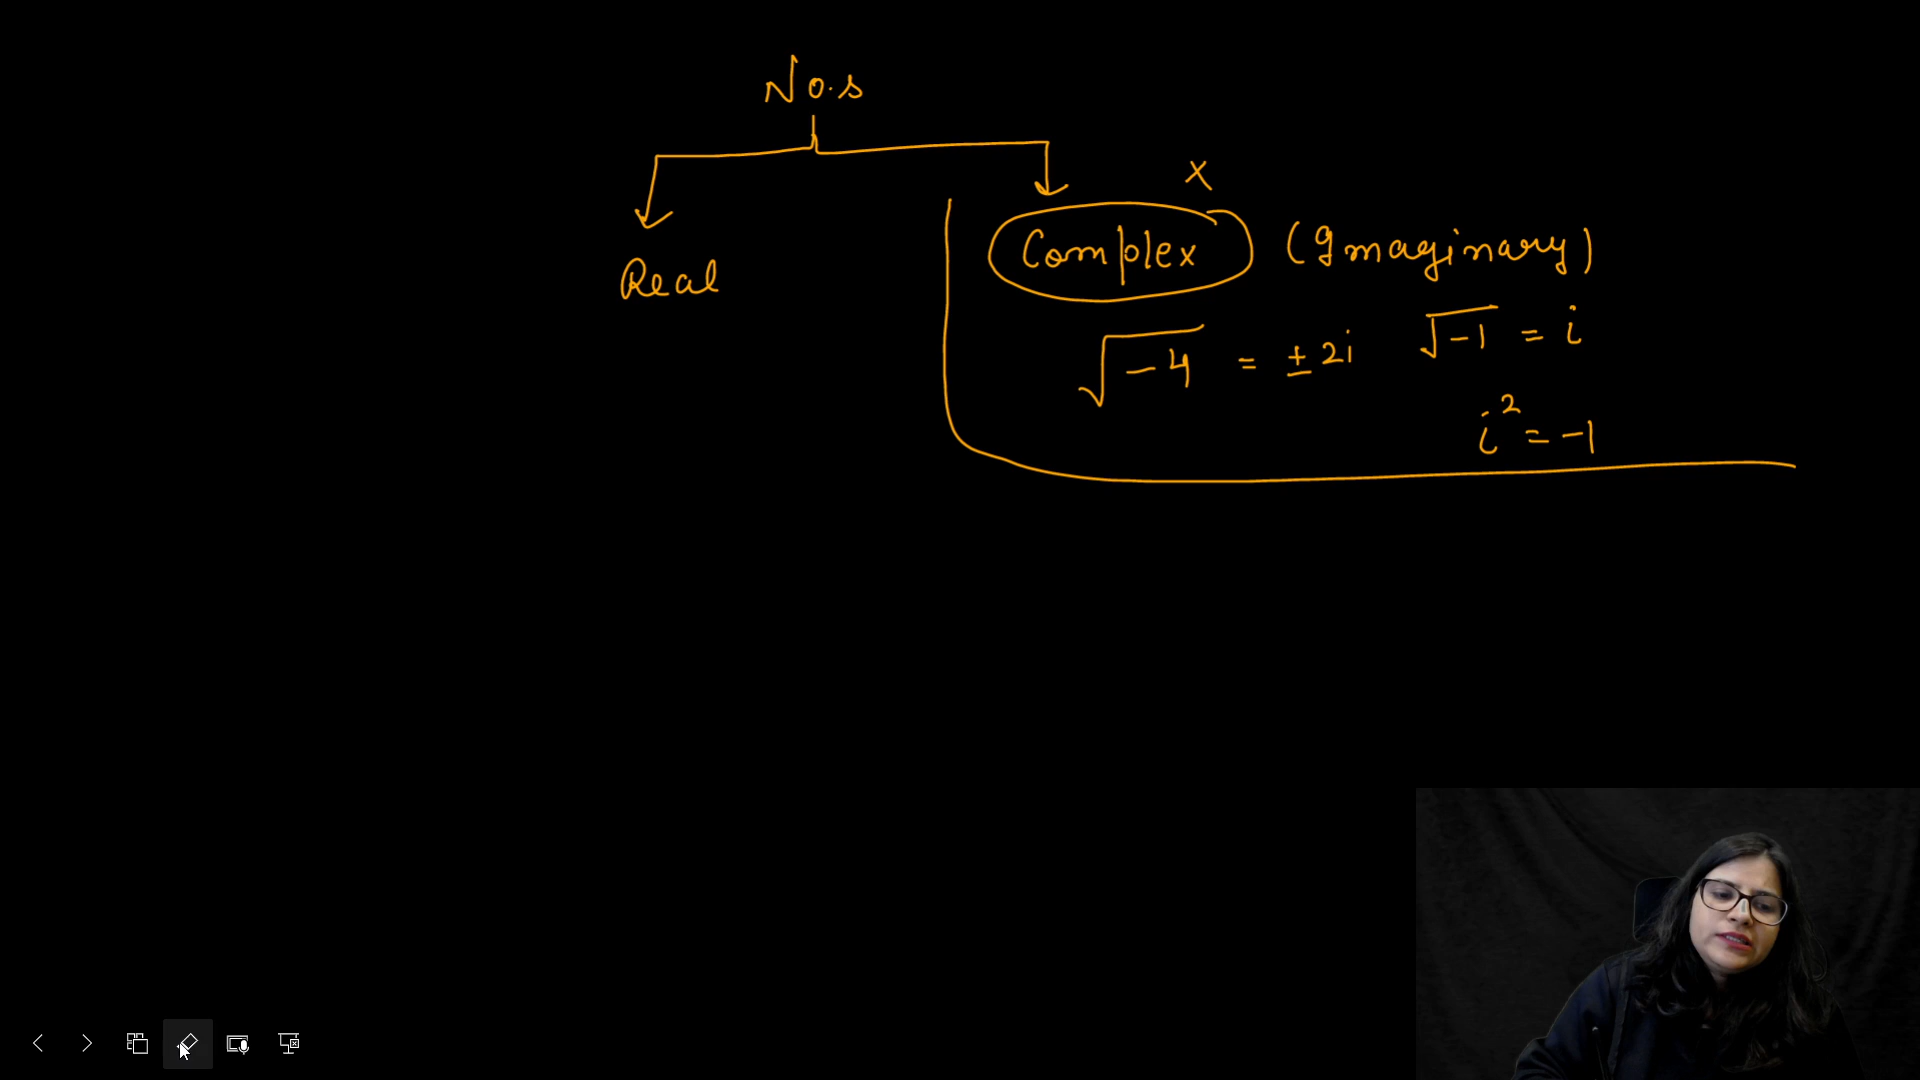 No.s
x
Real
Complex (Imaginary)
√-4 = ±2i
√-1 = i
i² = -1